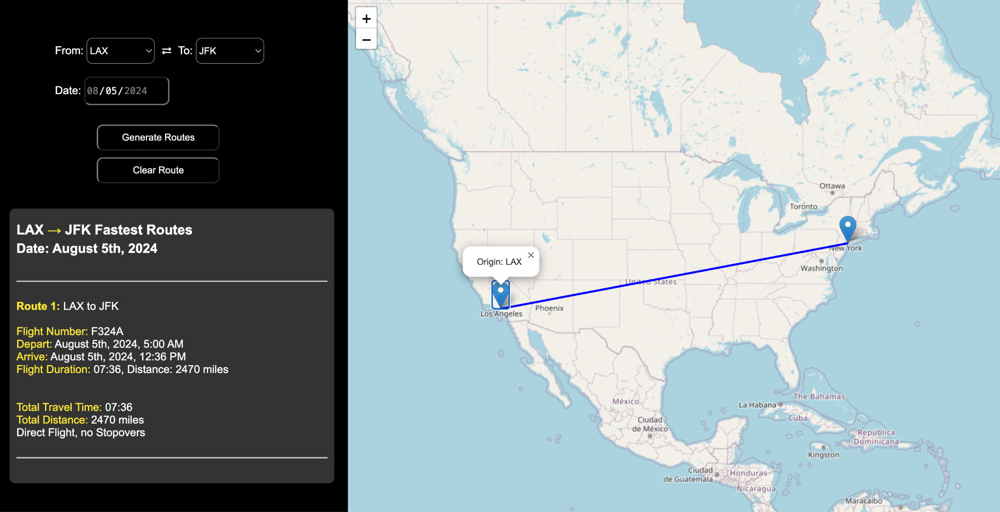 From: LAX ⇄ To: JFK
Date: 08/05/2024
Generate Routes
Clear Route
LAX → JFK Fastest Routes
Date: August 5th, 2024
Route 1: LAX to JFK
Flight Number: F324A
Depart: August 5th, 2024, 5:00 AM
Arrive: August 5th, 2024, 12:36 PM
Flight Duration: 07:36, Distance: 2470 miles
Total Travel Time: 07:36
Total Distance: 2470 miles
Direct Flight, no Stopovers
+
−
Ottawa
Toronto
New York
Washington
Origin: LAX ×
United States
Los Angeles
Phoenix
México
Ciudad
de México
La Habana
The Bahamas
Cuba
República
Dominicana
Kingston
Ciudad
de Guatemala
Honduras
Nicaragua
Maracaibo